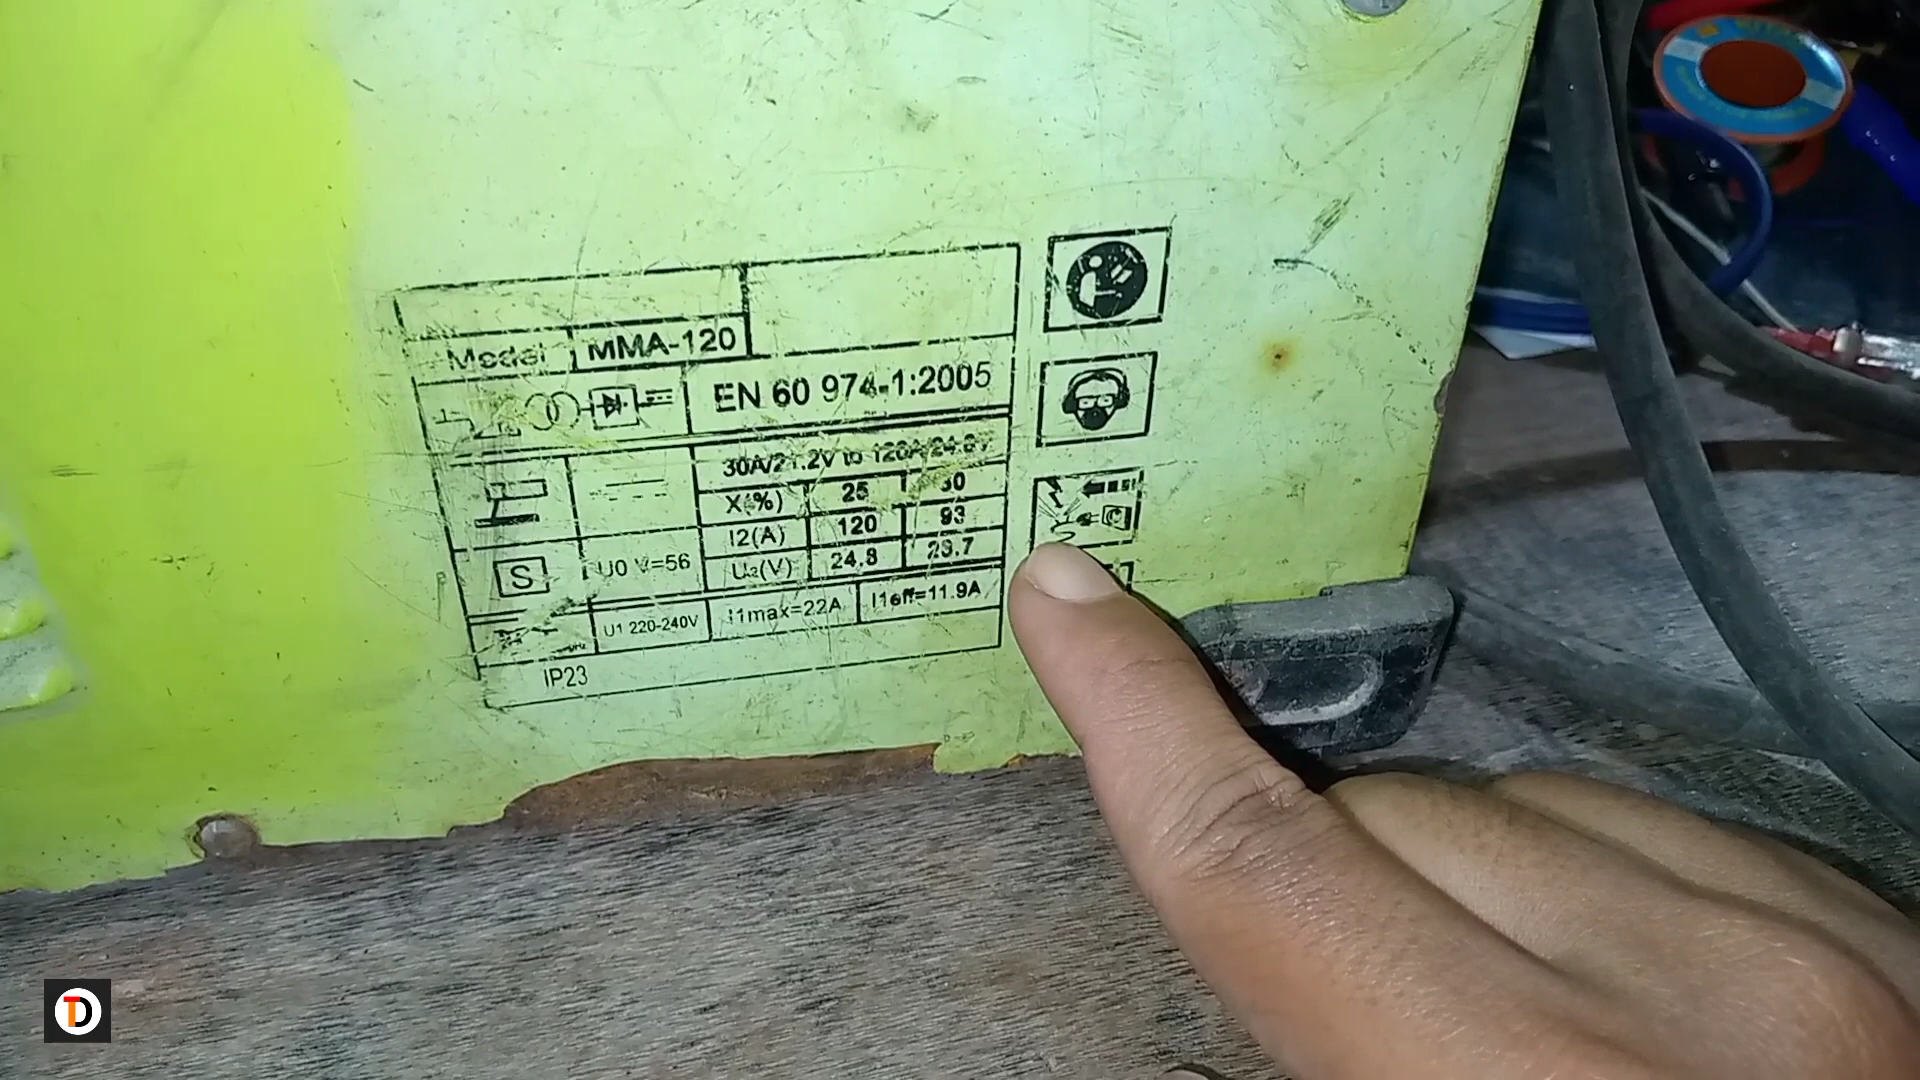 Model MMA-120
EN 60 974-1:2005
30A/21.2V to 120A/24.8V
X(%) 25
I2(A) 120 93
U2(V) 24.8 23.7
S U0 V=56
U1 220-240V I1max=22A I1eff=11.9A
IP23
TD